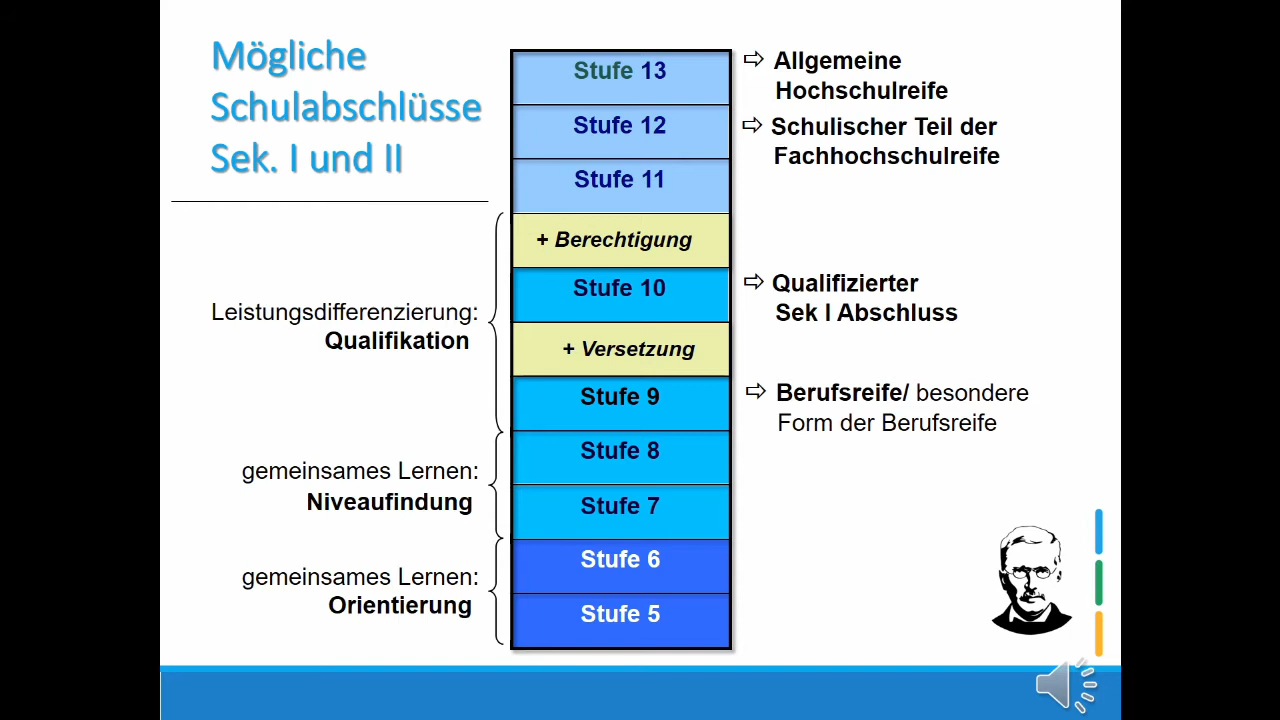 Mögliche
Schulabschlüsse
Sek. I und II
Stufe 13
⇨ Allgemeine
Hochschulreife
Stufe 12
⇨ Schulischer Teil der
Fachhochschulreife
Stufe 11
+ Berechtigung
Stufe 10
⇨ Qualifizierter
Sek I Abschluss
Leistungsdifferenzierung:
Qualifikation
+ Versetzung
Stufe 9
⇨ Berufsreife/ besondere
Form der Berufsreife
Stufe 8
gemeinsames Lernen:
Niveaufindung
Stufe 7
Stufe 6
gemeinsames Lernen:
Orientierung
Stufe 5